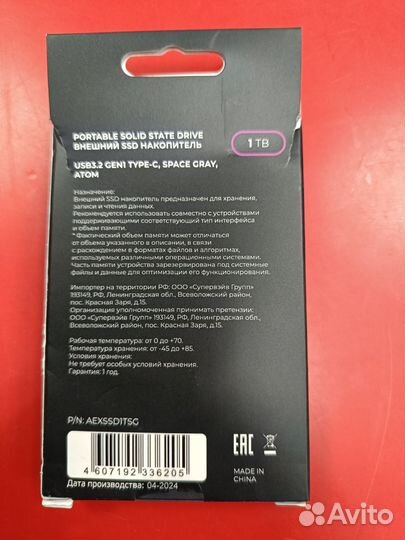 PORTABLE SOLID STATE DRIVE
ВНЕШНИЙ SSD НАКОПИТЕЛЬ
1 TB
USB3.2 GEN1 TYPE-C, SPACE GRAY,
ATOM
Назначение:
Внешний SSD накопитель предназначен для хранения,
записи и чтения данных.
Рекомендуется использовать совместно с устройствами
поддерживающими соответствующий тип интерфейса
и объем памяти.
* Фактический объем памяти может отличаться
от объема указанного в описании, в связи
с расхождением в форматах файлов и алгоритмах,
используемых различными операционными системами.
Часть памяти устройства зарезервирована под системные
файлы и данные для оптимизации его функционирования.
Импортер на территории РФ: ООО «Супервэйв Групп»
193149, РФ, Ленинградская обл., Всеволожский район,
пос. Красная Заря, д.15.
Организация уполномоченная принимать претензии:
ООО «Супервэйв Групп» 193149, РФ, Ленинградская обл.,
Всеволожский район, пос. Красная Заря, д.15.
Рабочая температура: от 0 до +70.
Температура хранения: от -45 до +85.
Условия хранения:
Не требует особых условий хранения.
Гарантия: 1 год.
P/N: AEXSSD1TSG
4 607192 336205
Дата производства: 04-2024
EAC
MADE IN
CHINA
Avito